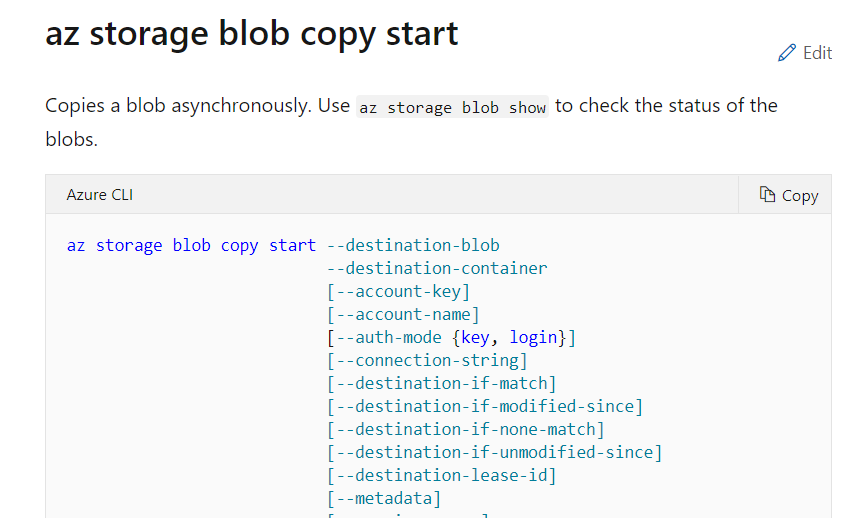 az storage blob copy start
Edit
Copies a blob asynchronously. Use az storage blob show to check the status of the
blobs.
Azure CLI
Copy
az storage blob copy start --destination-blob
--destination-container
[--account-key]
[--account-name]
[--auth-mode {key, login}]
[--connection-string]
[--destination-if-match]
[--destination-if-modified-since]
[--destination-if-none-match]
[--destination-if-unmodified-since]
[--destination-lease-id]
[--metadata]